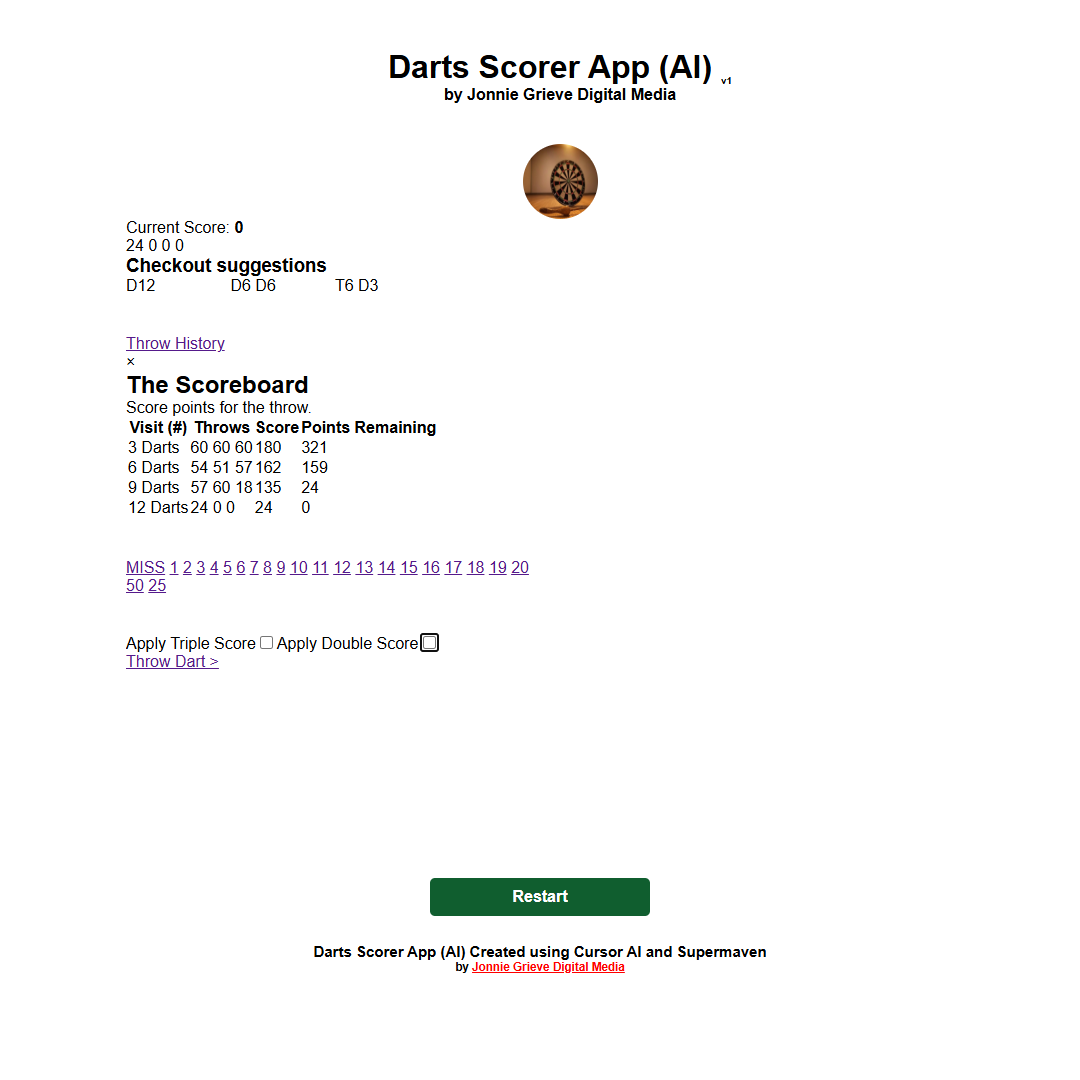 Darts Scorer App (AI) v1
by Jonnie Grieve Digital Media
Current Score: 0
24 0 0 0
Checkout suggestions
D12 D6 D6 T6 D3
Throw History
×
The Scoreboard
Score points for the throw.
Visit (#) Throws Score Points Remaining
3 Darts 60 60 60 180 321
6 Darts 54 51 57 162 159
9 Darts 57 60 18 135 24
12 Darts 24 0 0 24 0
MISS 1 2 3 4 5 6 7 8 9 10 11 12 13 14 15 16 17 18 19 20
50 25
Apply Triple Score Apply Double Score
Throw Dart >
Restart
Darts Scorer App (AI) Created using Cursor AI and Supermaven
by Jonnie Grieve Digital Media